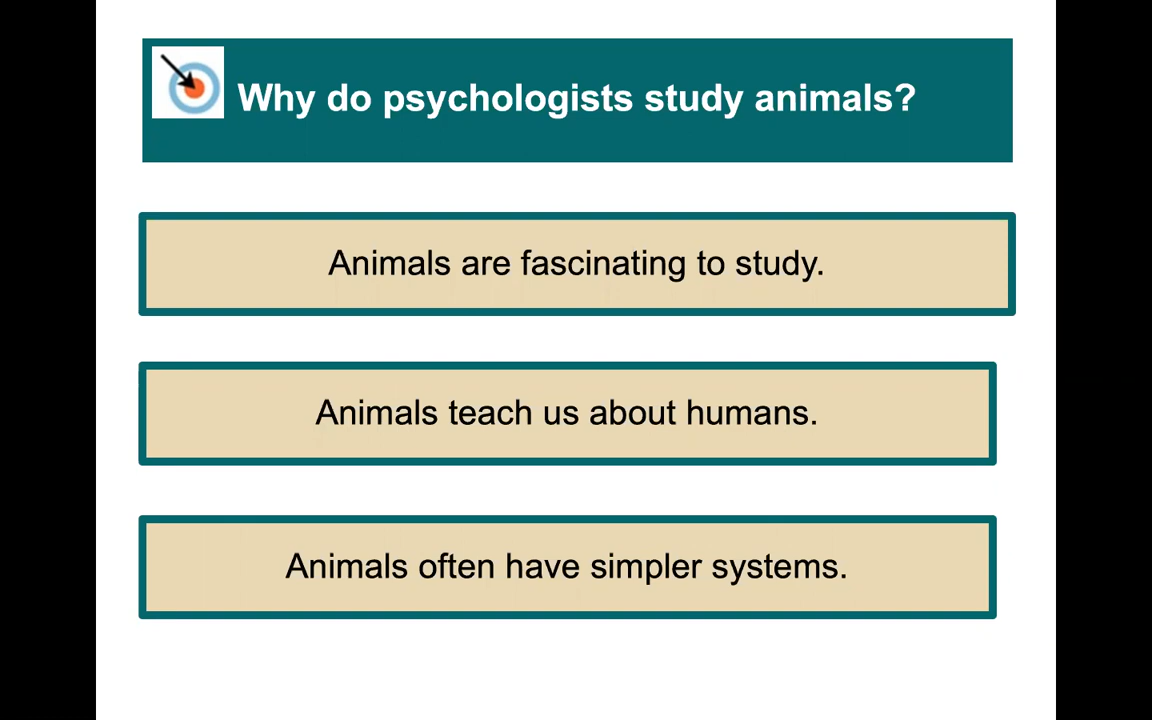 Why do psychologists study animals?
Animals are fascinating to study.
Animals teach us about humans.
Animals often have simpler systems.